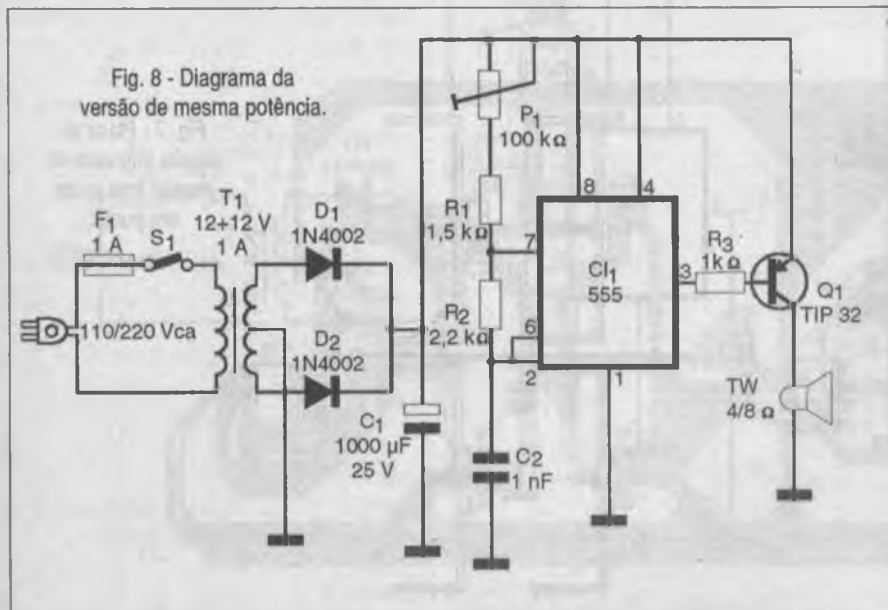 Fig. 8 - Diagrama da
versão de mesma potência.
F1
1 A
S1
T1
12+12 V
1 A
D1
1N4002
110/220 Vca
D2
1N4002
C1
1000 µF
25 V
P1
100 kΩ
R1
1,5 kΩ
R2
2,2 kΩ
C2
1 nF
8
4
7
6
2
1
3
CI1
555
R3
1kΩ
Q1
TIP 32
TW
4/8 Ω